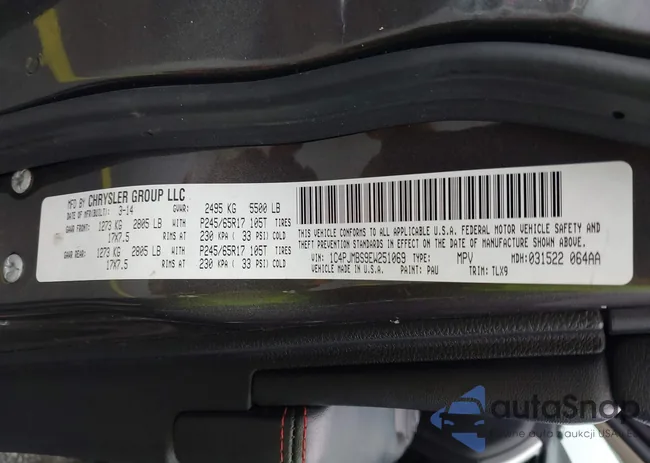 MFD BY CHRYSLER GROUP LLC
DATE OF MFR(BUILT): 3-14 GVWR: 2495 KG 5500 LB
GAWR FRONT: 1273 KG 2805 LB WITH P245/65R17 105T TIRES
17X7.5 RIMS AT 230 KPA ( 33 PSI) COLD
GAWR REAR: 1273 KG 2805 LB WITH P245/65R17 105T TIRES
17X7.5 RIMS AT 230 KPA ( 33 PSI) COLD
THIS VEHICLE CONFORMS TO ALL APPLICABLE U.S.A. FEDERAL MOTOR VEHICLE SAFETY AND
THEFT PREVENTION STANDARDS IN EFFECT ON THE DATE OF MANUFACTURE SHOWN ABOVE.
VIN: 1C4PJMBS9EW251069 TYPE: MPV MDH: 031522 064AA
VEHICLE MADE IN U.S.A. PAINT: PAU TRIM: TLX9
autoSnap
aukcji USA